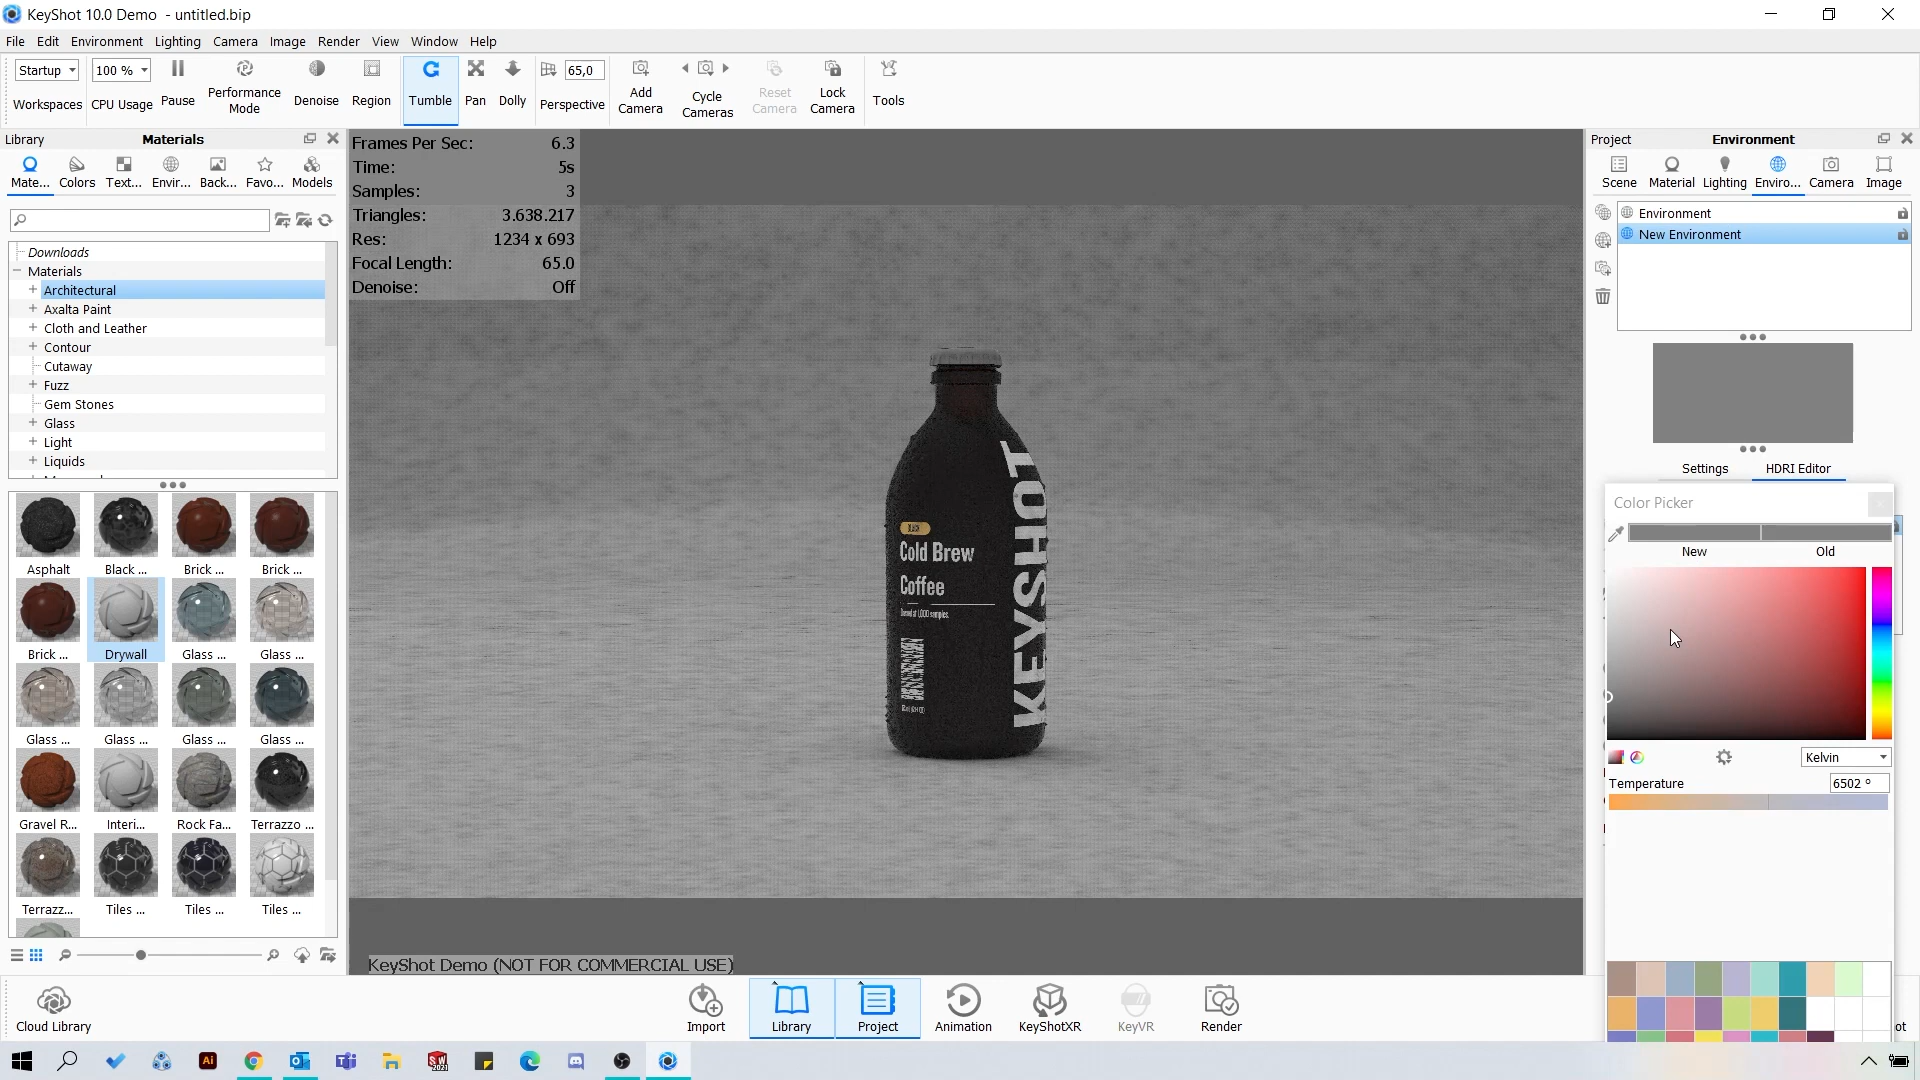 KeyShot 10.0 Demo - untitled.bip
File Edit Environment Lighting Camera Image Render View Window Help
Startup
Workspaces
100 %
CPU Usage
Pause
Performance
Mode
Denoise
Region
Tumble
Pan
Dolly
65,0
Perspective
Add
Camera
Cycle
Cameras
Reset
Camera
Lock
Camera
Tools
Library
Materials
Mate... Colors Text... Envir... Back... Favo... Models
Downloads
Materials
Architectural
Axalta Paint
Cloth and Leather
Contour
Cutaway
Fuzz
Gem Stones
Glass
Light
Liquids
Asphalt Black ... Brick ... Brick ...
Brick ... Drywall Glass ... Glass ...
Glass ... Glass ... Glass ... Glass ...
Gravel R... Interi... Rock Fa... Terrazzo ...
Terrazz... Tiles ... Tiles ... Tiles ...
Frames Per Sec: 6.3
Time: 5s
Samples: 3
Triangles: 3.638.217
Res: 1234 x 693
Focal Length: 65.0
Denoise: Off
Cold Brew
Coffee
KEYSHOT
KeyShot Demo (NOT FOR COMMERCIAL USE)
Project
Environment
Scene Material Lighting Enviro... Camera Image
Environment
New Environment
Settings HDRI Editor
Color Picker
New Old
Kelvin
Temperature 6502 °
Cloud Library
Import
Library
Project
Animation
KeyShotXR
KeyVR
Render
ot
Ai
SW
2021